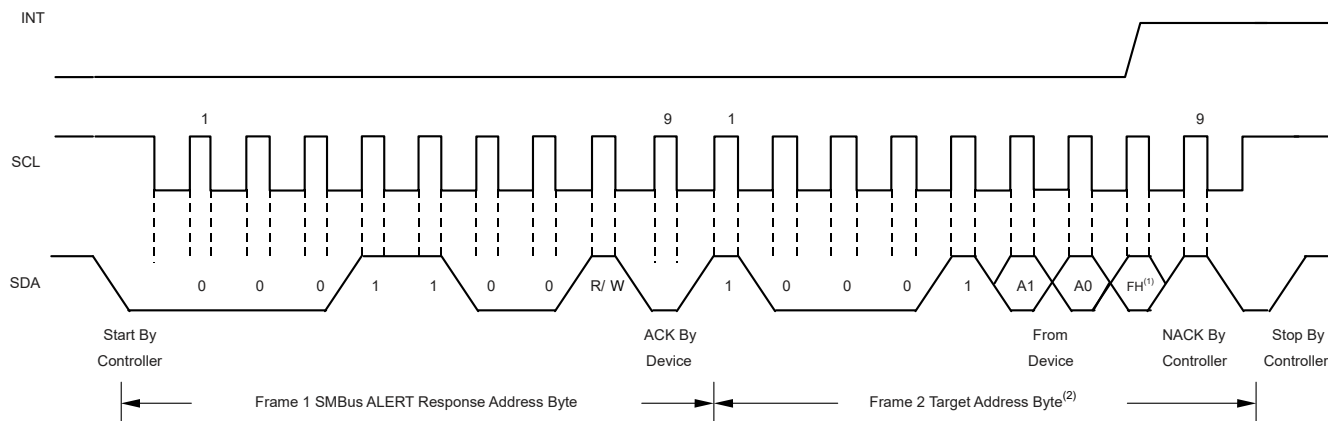 INT
1 9 1 9
SCL
SDA
0 0 0 1 1 0 0 R/ W 1 0 0 0 1 A1 A0 FH(1)
Start By
Controller
ACK By
Device
From
Device
NACK By
Controller
Stop By
Controller
Frame 1 SMBus ALERT Response Address Byte
Frame 2 Target Address Byte(2)